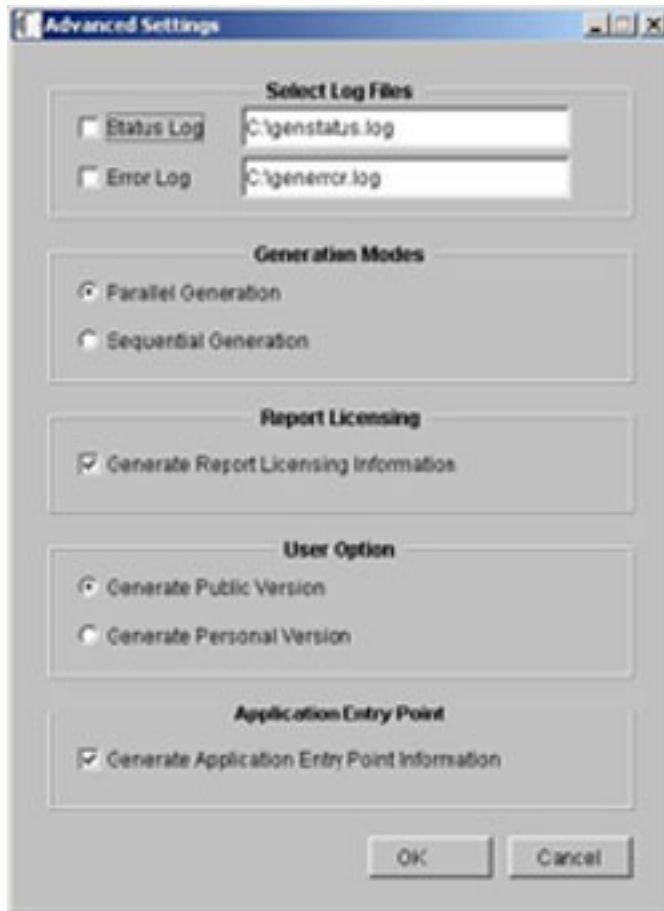 Advanced Settings
Select Log Files
Status Log C:\genstatus.log
Error Log C:\generror.log
Generation Modes
Parallel Generation
Sequential Generation
Report Licensing
Generate Report Licensing Information
User Option
Generate Public Version
Generate Personal Version
Application Entry Point
Generate Application Entry Point Information
OK Cancel